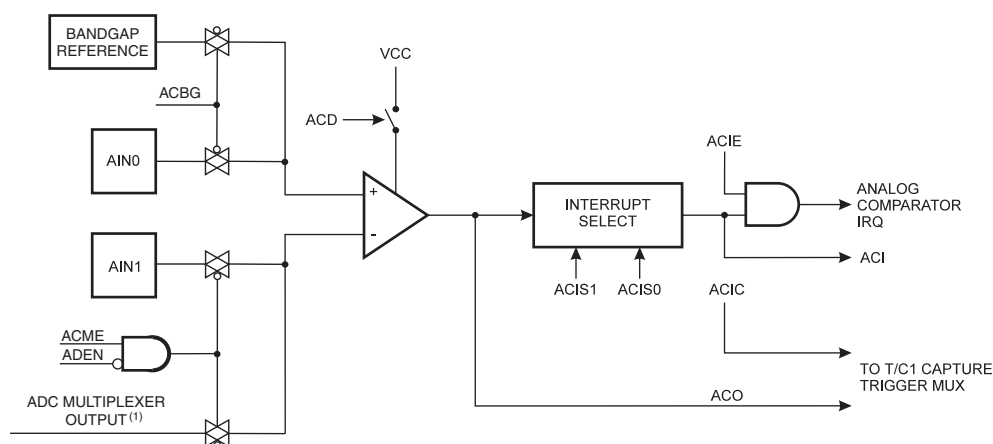 BANDGAP
REFERENCE
ACBG
AIN0
VCC
ACD
+
-
AIN1
ACME
ADEN
ADC MULTIPLEXER
OUTPUT(1)
INTERRUPT
SELECT
ACIS1
ACIS0
ACIE
ANALOG
COMPARATOR
IRQ
ACI
ACIC
TO T/C1 CAPTURE
TRIGGER MUX
ACO